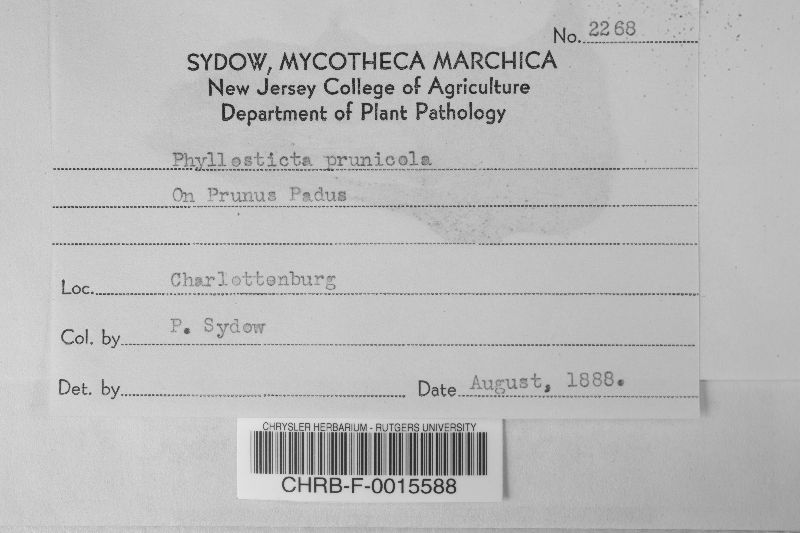 No. 2268
SYDOW, MYCOTHECA MARCHICA
New Jersey College of Agriculture
Department of Plant Pathology
Phyllosticta prunicola
On Prunus Padus
Loc. Charlottenburg
Col. by P. Sydow
Det. by
Date August, 1888.
CHRYSLER HERBARIUM - RUTGERS UNIVERSITY
CHRB-F-0015588